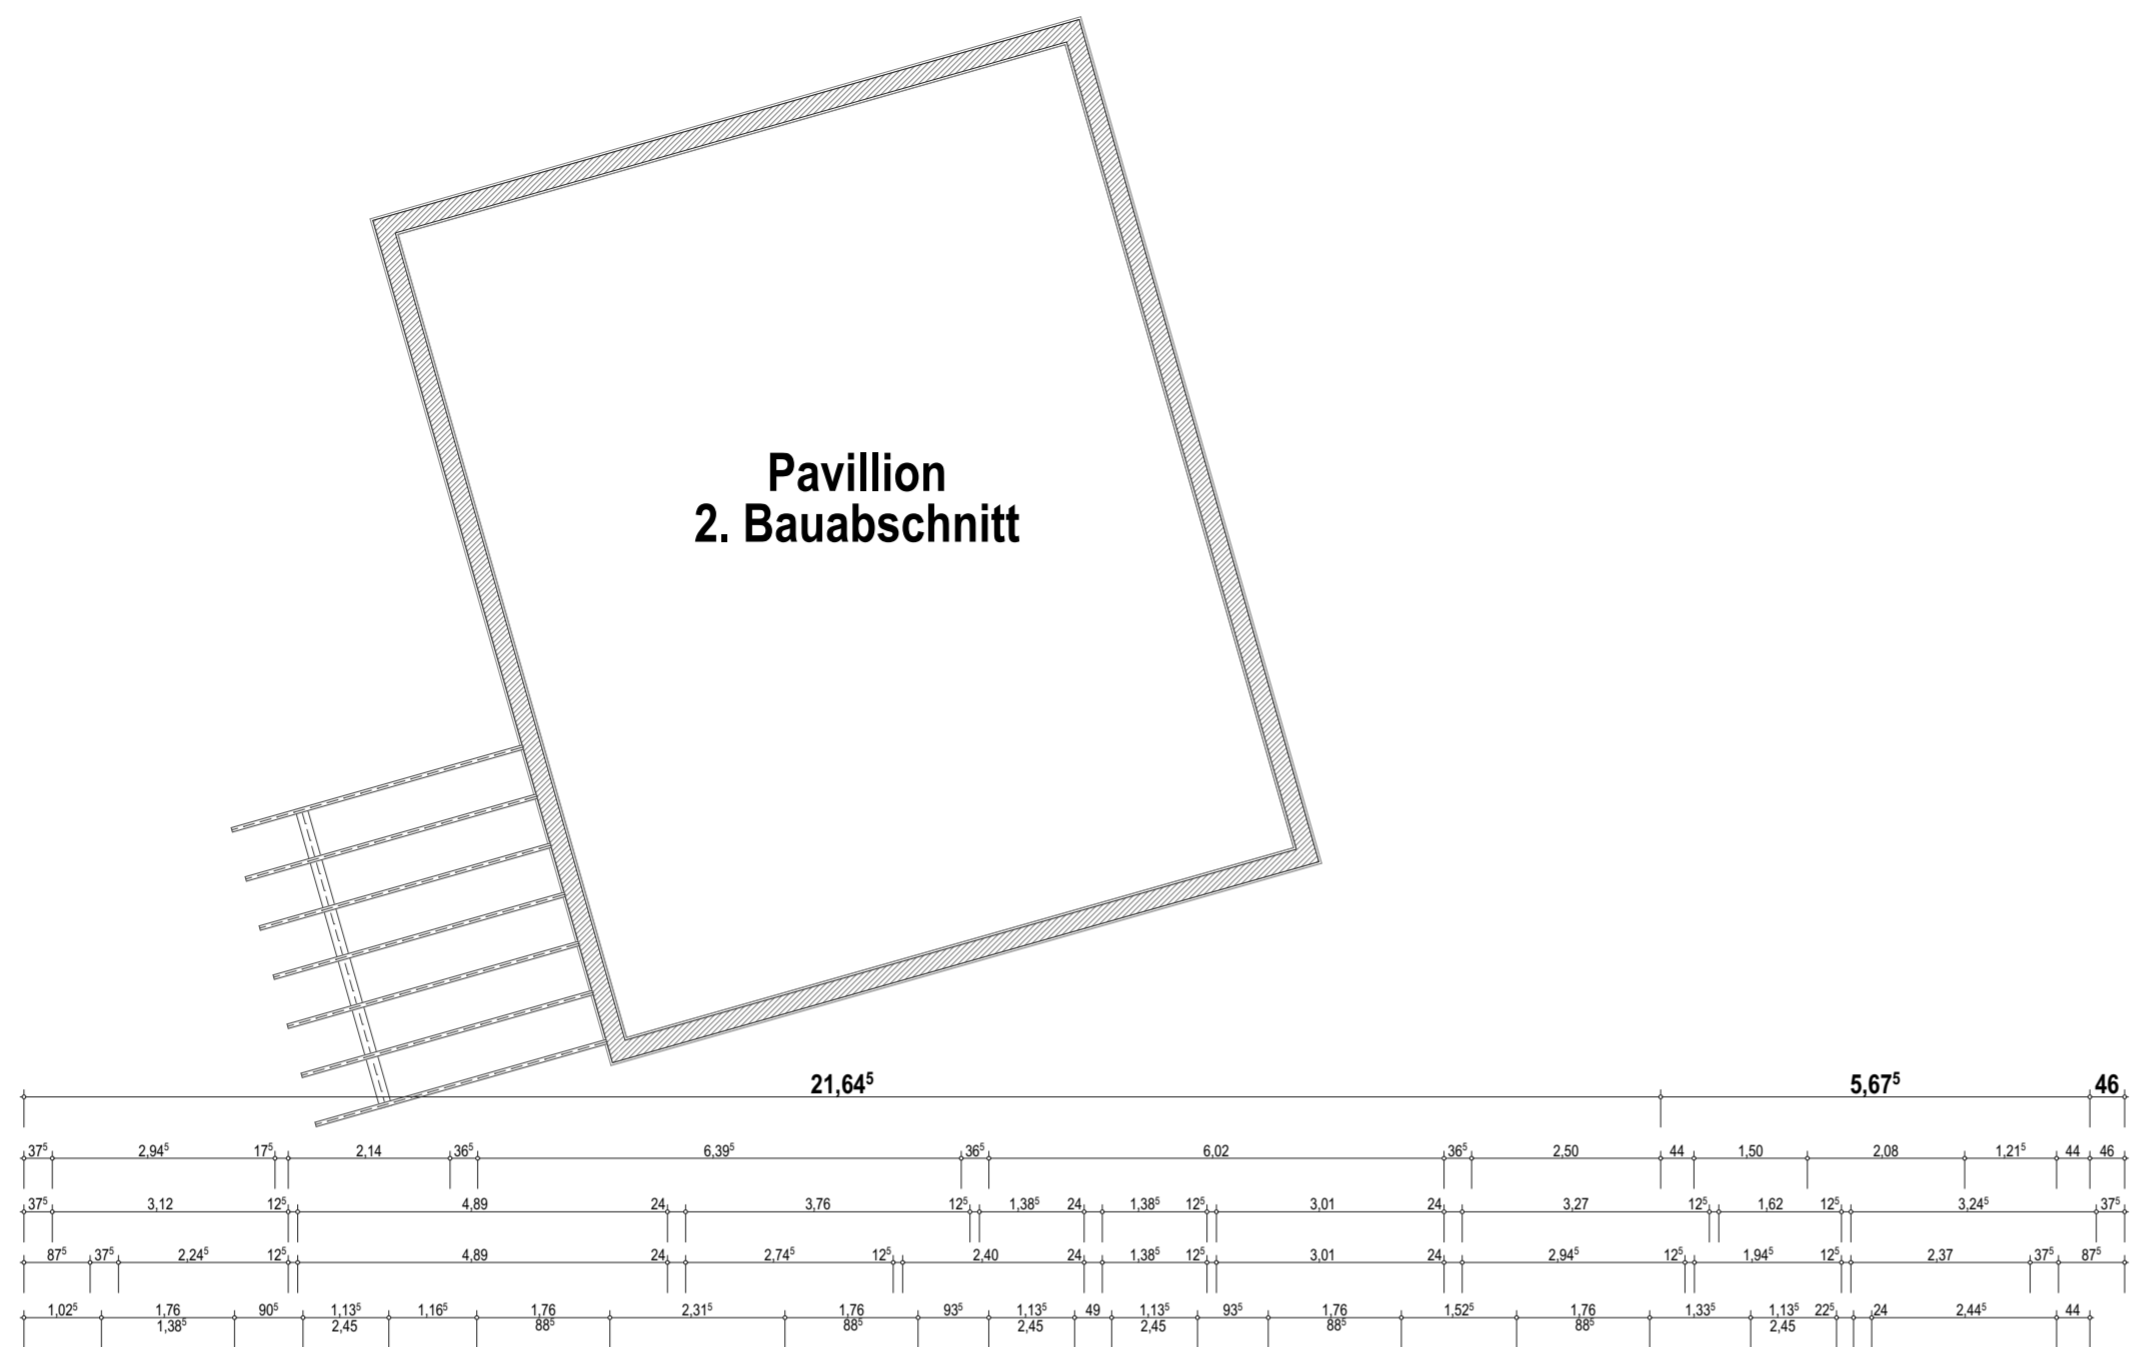 Pavillion
2. Bauabschnitt
21,64⁵ 5,67⁵ 46
37⁵ 2,94⁵ 17⁵ 2,14 36⁵ 6,39⁵ 36⁵ 6,02 36⁵ 2,50 44 1,50 2,08 1,21⁵ 44 46
37⁵ 3,12 12⁵ 4,89 24 3,76 12⁵ 1,38⁵ 24 1,38⁵ 12⁵ 3,01 24 3,27 12⁵ 1,62 12⁵ 3,24⁵ 37⁵
87⁵ 37⁵ 2,24⁵ 12⁵ 4,89 24 2,74⁵ 12⁵ 2,40 24 1,38⁵ 12⁵ 3,01 24 2,94⁵ 12⁵ 1,94⁵ 12⁵ 2,37 37⁵ 87⁵
1,02⁵ 1,76 90⁵ 1,13⁵ 1,16⁵ 1,76 2,31⁵ 1,76 93⁵ 1,13⁵ 49 1,13⁵ 93⁵ 1,76 1,52⁵ 1,76 1,33⁵ 1,13⁵ 22⁵ 24 2,44⁵ 44
1,38⁵ 2,45 88⁵ 88⁵ 2,45 2,45 88⁵ 88⁵ 2,45